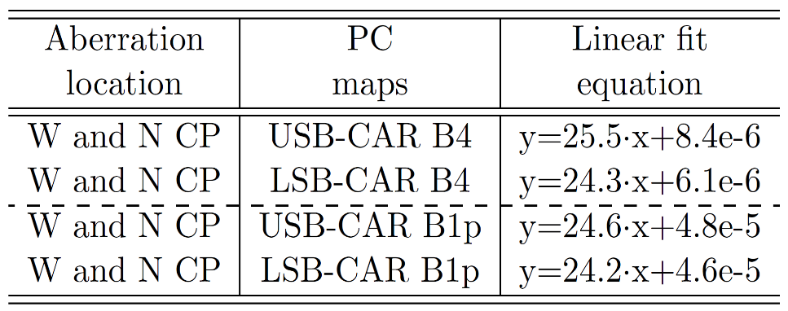 Aberration location PC maps Linear fit equation
W and N CP USB-CAR B4 y=25.5·x+8.4e-6
W and N CP LSB-CAR B4 y=24.3·x+6.1e-6
W and N CP USB-CAR B1p y=24.6·x+4.8e-5
W and N CP LSB-CAR B1p y=24.2·x+4.6e-5